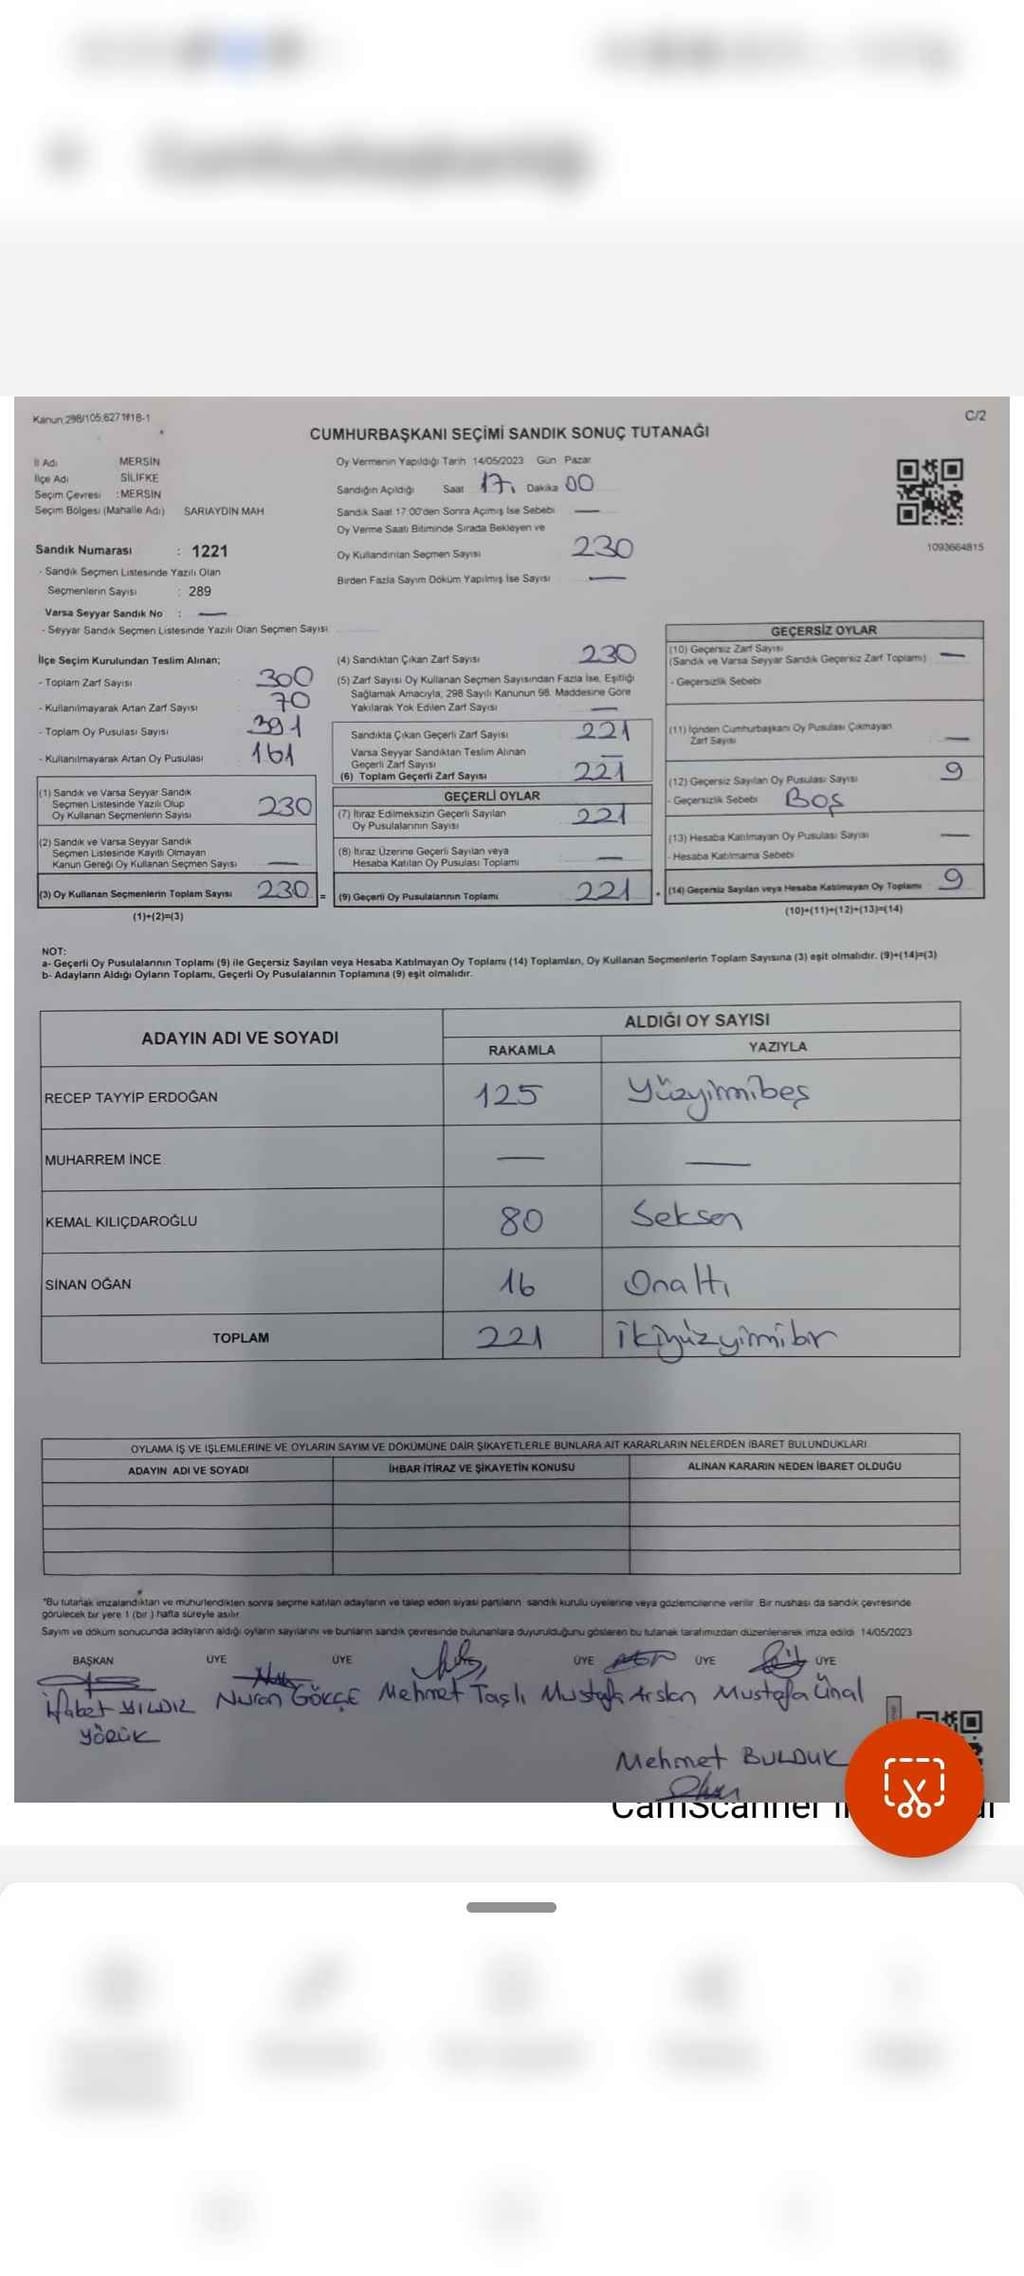 Kanun:298/105;6271/18-1
C/2
CUMHURBAŞKANI SEÇİMİ SANDIK SONUÇ TUTANAĞI
İl Adı MERSİN
İlçe Adı SİLİFKE
Seçim Çevresi :MERSİN
Seçim Bölgesi (Mahalle Adı) SARIAYDIN MAH
Oy Vermenin Yapıldığı Tarih 14/05/2023 Gün Pazar
Sandığın Açıldığı Saat 17 Dakika 00
Sandık Saat 17:00'den Sonra Açımış İse Sebebi —
Oy Verme Saati Bitiminde Sırada Bekleyen ve
Oy Kullandırılan Seçmen Sayısı 230
Birden Fazla Sayım Döküm Yapılmış İse Sayısı —
1093664815
Sandık Numarası : 1221
- Sandık Seçmen Listesinde Yazılı Olan
Seçmenlerin Sayısı : 289
Varsa Seyyar Sandık No : —
- Seyyar Sandık Seçmen Listesinde Yazılı Olan Seçmen Sayısı
İlçe Seçim Kurulundan Teslim Alınan;
- Toplam Zarf Sayısı 300
- Kullanılmayarak Artan Zarf Sayısı 70
- Toplam Oy Pusulası Sayısı 391
- Kullanılmayarak Artan Oy Pusulası 161
(1) Sandık ve Varsa Seyyar Sandık
Seçmen Listesinde Yazılı Olup
Oy Kullanan Seçmenlerin Sayısı 230
(2) Sandık ve Varsa Seyyar Sandık
Seçmen Listesinde Kayıtlı Olmayan
Kanun Gereği Oy Kullanan Seçmen Sayısı —
(3) Oy Kullanan Seçmenlerin Toplam Sayısı 230 =
(1)+(2)=(3)
(4) Sandıktan Çıkan Zarf Sayısı 230
(5) Zarf Sayısı Oy Kullanan Seçmen Sayısından Fazla İse, Eşitliği
Sağlamak Amacıyla, 298 Sayılı Kanunun 98. Maddesine Göre
Yakılarak Yok Edilen Zarf Sayısı —
Sandıkta Çıkan Geçerli Zarf Sayısı 221
Varsa Seyyar Sandıktan Teslim Alınan
Geçerli Zarf Sayısı —
(6) Toplam Geçerli Zarf Sayısı 221
GEÇERLİ OYLAR
(7) İtiraz Edilmeksizin Geçerli Sayılan
Oy Pusulalarının Sayısı 221
(8) İtiraz Üzerine Geçerli Sayılan veya
Hesaba Katılan Oy Pusulası Toplamı —
(9) Geçerli Oy Pusulalarının Toplamı 221
GEÇERSİZ OYLAR
(10) Geçersiz Zarf Sayısı
(Sandık ve Varsa Seyyar Sandık Geçersiz Zarf Toplamı) —
- Geçersizlik Sebebi
(11) İçinden Cumhurbaşkanı Oy Pusulası Çıkmayan
Zarf Sayısı —
(12) Geçersiz Sayılan Oy Pusulası Sayısı 9
- Geçersizlik Sebebi Boş
(13) Hesaba Katılmayan Oy Pusulası Sayısı —
- Hesaba Katılmama Sebebi
(14) Geçersiz Sayılan veya Hesaba Katılmayan Oy Toplamı 9
(10)+(11)+(12)+(13)=(14)
NOT:
a- Geçerli Oy Pusulalarının Toplamı (9) ile Geçersiz Sayılan veya Hesaba Katılmayan Oy Toplamı (14) Toplamları, Oy Kullanan Seçmenlerin Toplam Sayısına (3) eşit olmalıdır. (9)+(14)=(3)
b- Adayların Aldığı Oyların Toplamı, Geçerli Oy Pusulalarının Toplamına (9) eşit olmalıdır.
ADAYIN ADI VE SOYADI
ALDIĞI OY SAYISI
RAKAMLA YAZIYLA
RECEP TAYYİP ERDOĞAN 125 Yüzyirmibeş
MUHARREM İNCE — —
KEMAL KILIÇDAROĞLU 80 Seksen
SİNAN OĞAN 16 Onaltı
TOPLAM 221 İkiyüzyirmibir
OYLAMA İŞ VE İŞLEMLERİNE VE OYLARIN SAYIM VE DÖKÜMÜNE DAİR ŞİKAYETLERLE BUNLARA AİT KARARLARIN NELERDEN İBARET BULUNDUKLARI
ADAYIN ADI VE SOYADI İHBAR İTİRAZ VE ŞİKAYETİN KONUSU ALINAN KARARIN NEDEN İBARET OLDUĞU
*Bu tutanak imzalandıktan ve mühürlendikten sonra seçime katılan adayların ve talep eden siyasi partilerin sandık kurulu üyelerine veya gözlemcilerine verilir. Bir nushası da sandık çevresinde
görülecek bir yere 1 (bir) hafta süreyle asılır
Sayım ve döküm sonucunda adayların aldığı oyların sayılarını ve bunların sandık çevresinde bulunanlara duyurulduğunu gösteren bu tutanak tarafımızdan düzenlenerek imza edildi 14/05/2023
BAŞKAN ÜYE ÜYE ÜYE ÜYE ÜYE
YILDIZ Nuran GÖKÇE Mehmet Taşlı Mustafa Arslan Mustafa Ünal
YÖRÜK
Mehmet BULDUK
CamScanner